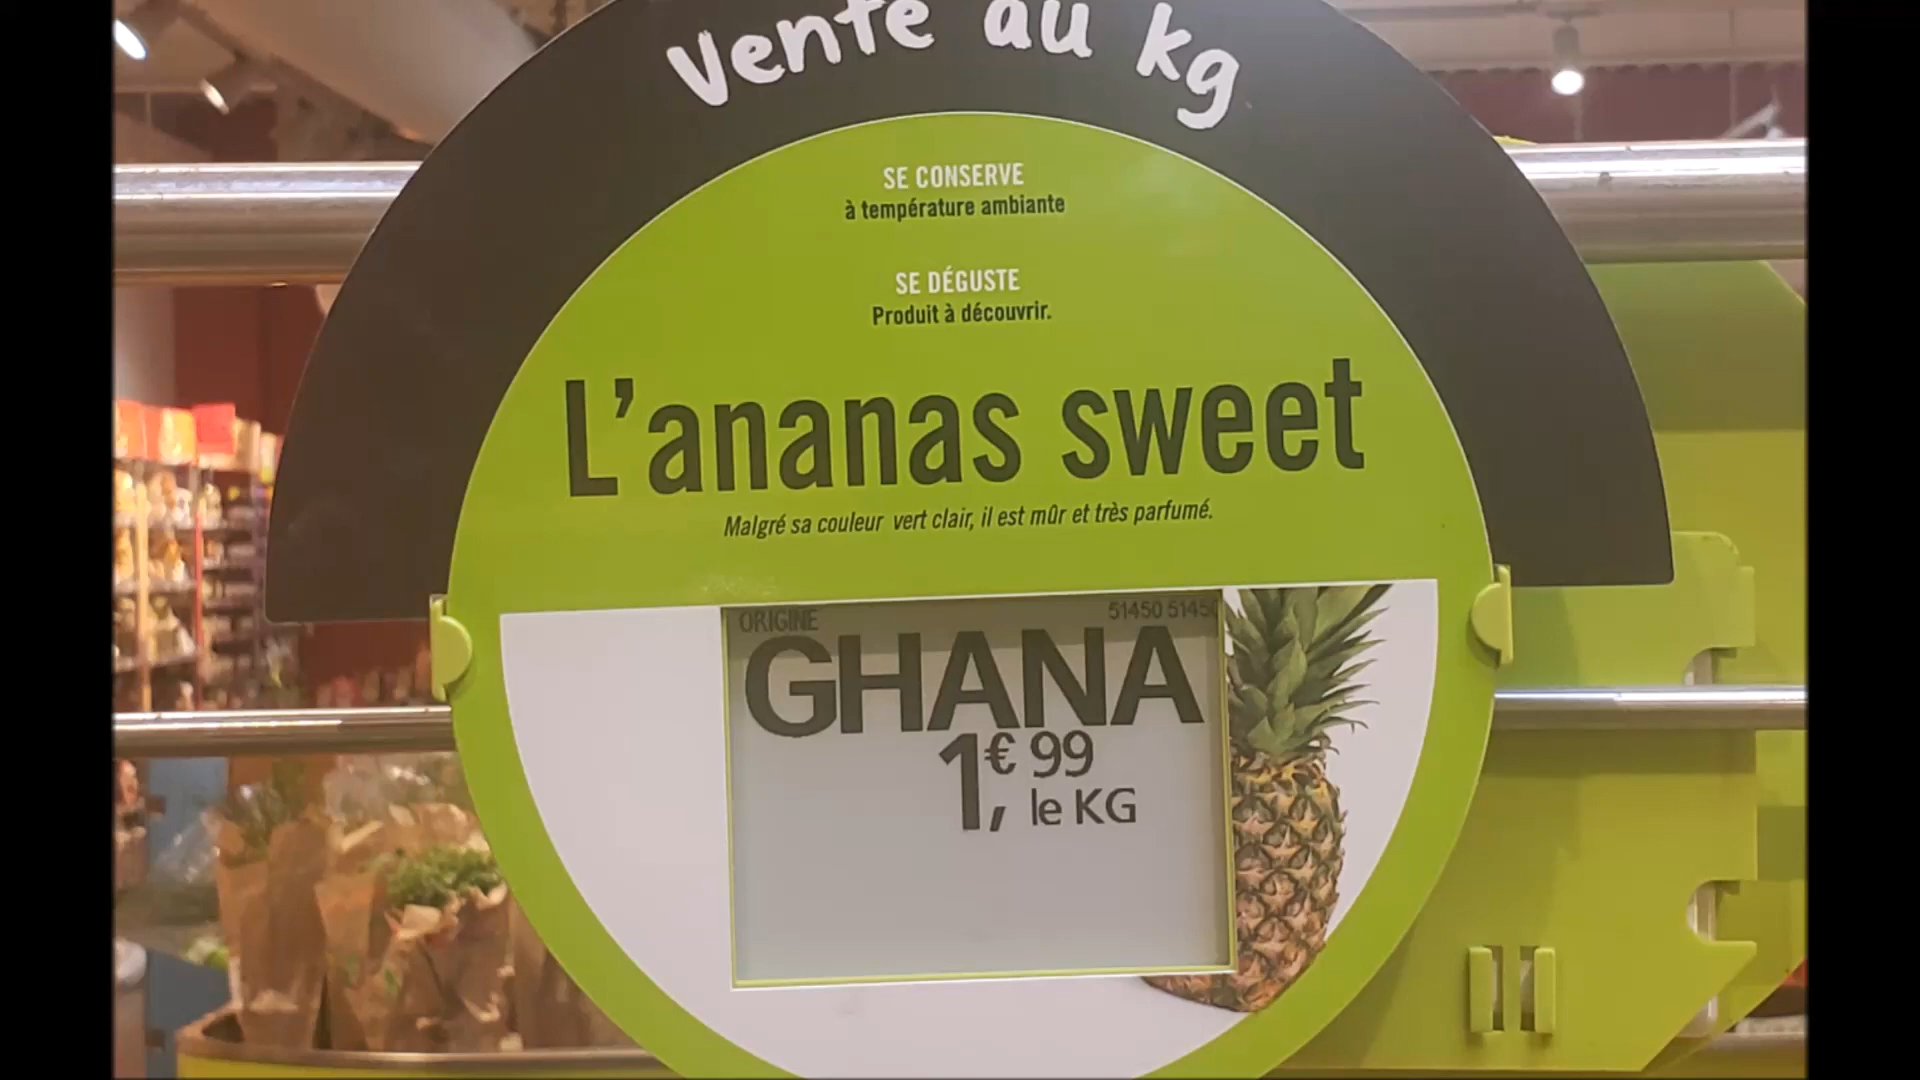 Vente au kg
SE CONSERVE
à température ambiante
SE DÉGUSTE
Produit à découvrir.
L'ananas sweet
Malgré sa couleur vert clair, il est mûr et très parfumé.
ORIGINE 51450 51450
GHANA
1,€ 99
le KG